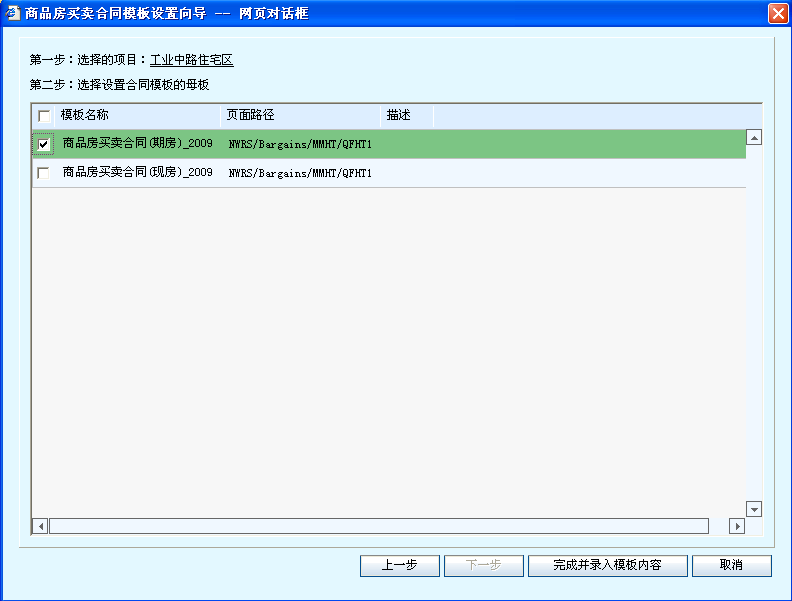 商品房买卖合同模板设置向导 -- 网页对话框
第一步：选择的项目：工业中路住宅区
第二步：选择设置合同模板的母板
模板名称 页面路径 描述
商品房买卖合同(期房)_2009 NWRS/Bargains/MMHT/QFHT1
商品房买卖合同(现房)_2009 NWRS/Bargains/MMHT/QFHT1
上一步 下一步 完成并录入模板内容 取消